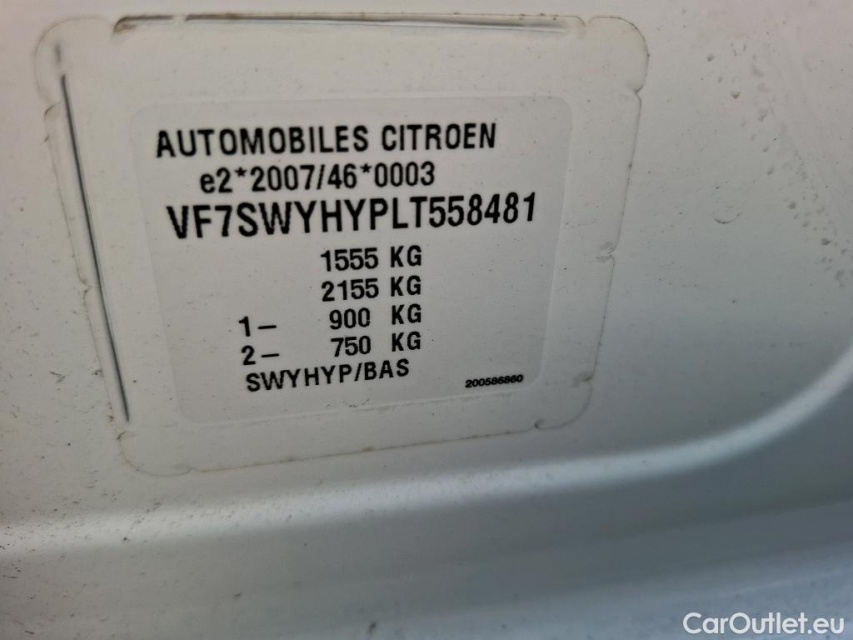 AUTOMOBILES CITROEN
e2*2007/46*0003
VF7SWYHYPLT558481
1555 KG
2155 KG
1- 900 KG
2- 750 KG
SWYHYP/BAS
200586860
CarOutlet.eu